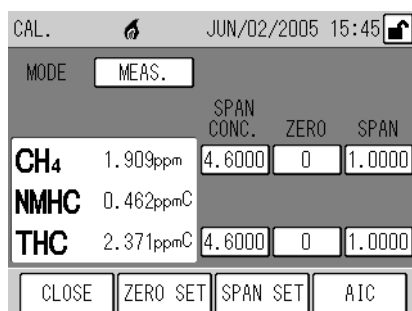 CAL. JUN/02/2005 15:45
MODE MEAS.
SPAN
CONC. ZERO SPAN
CH₄ 1.909ppm 4.6000 0 1.0000
NMHC 0.462ppmC
THC 2.371ppmC 4.6000 0 1.0000
CLOSE ZERO SET SPAN SET AIC